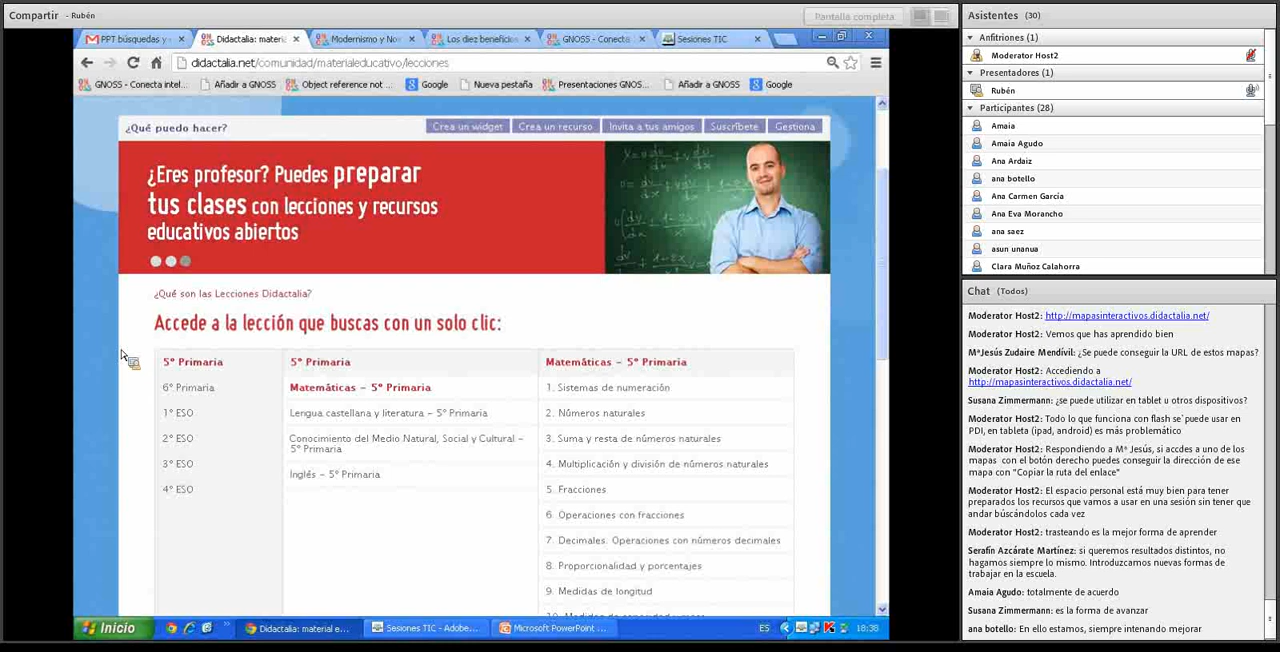 Compartir - Rubén
Pantalla completa
PPT búsquedas y
Didactalia: materia
Modernismo y No
Los diez beneficios
GNOSS - Conecta
Sesiones TIC
didactalia.net/comunidad/materialeducativo/lecciones
GNOSS - Conecta intel...
Añadir a GNOSS
Object reference not ...
Google
Nueva pestaña
Presentaciones GNOSS...
Añadir a GNOSS
Google
¿Qué puedo hacer?
Crea un widget
Crea un recurso
Invita a tus amigos
Suscríbete
Gestiona
¿Eres profesor? Puedes preparar
tus clases con lecciones y recursos
educativos abiertos
¿Qué son las Lecciones Didactalia?
Accede a la lección que buscas con un solo clic:
5º Primaria
6º Primaria
1º ESO
2º ESO
3º ESO
4º ESO
5º Primaria
Matemáticas - 5º Primaria
Lengua castellana y literatura - 5º Primaria
Conocimiento del Medio Natural, Social y Cultural -
5º Primaria
Inglés - 5º Primaria
Matemáticas - 5º Primaria
1. Sistemas de numeración
2. Números naturales
3. Suma y resta de números naturales
4. Multiplicación y división de números naturales
5. Fracciones
6. Operaciones con fracciones
7. Decimales. Operaciones con números decimales
8. Proporcionalidad y porcentajes
9. Medidas de longitud
Inicio
Didactalia: material e...
Sesiones TIC - Adobe...
Microsoft PowerPoint ...
ES
18:38
Asistentes (30)
Anfitriones (1)
Moderator Host2
Presentadores (1)
Rubén
Participantes (28)
Amaia
Amaia Agudo
Ana Ardaiz
ana botello
Ana Carmen García
Ana Eva Morancho
ana saez
asun unanua
Clara Muñoz Calahorra
Chat (Todos)
Moderator Host2: http://mapasinteractivos.didactalia.net/
Moderator Host2: Vemos que has aprendido bien
MªJesús Zudaire Mendívil: ¿Se puede conseguir la URL de estos mapas?
Moderator Host2: Accediendo a
http://mapasinteractivos.didactalia.net/
Susana Zimmermann: ¿se puede utilizar en tablet u otros dispositivos?
Moderator Host2: Todo lo que funciona con flash se`puede usar en
PDI, en tableta (ipad, android) es más problemático
Moderator Host2: Respondiendo a Mª Jesús, si accdes a uno de los
mapas con el botón derecho puedes conseguir la dirección de ese
mapa con "Copiar la ruta del enlace"
Moderator Host2: El espacio personal está muy bien para tener
preparados los recursos que vamos a usar en una sesión sin tener que
andar búscándolos cada vez
Moderator Host2: trasteando es la mejor forma de aprender
Serafín Azcárate Martínez: si queremos resultados distintos, no
hagamos siempre lo mismo. Introduzcamos nuevas formas de
trabajar en la escuela.
Amaia Agudo: totalmente de acuerdo
Susana Zimmermann: es la forma de avanzar
ana botello: En ello estamos, siempre intenando mejorar